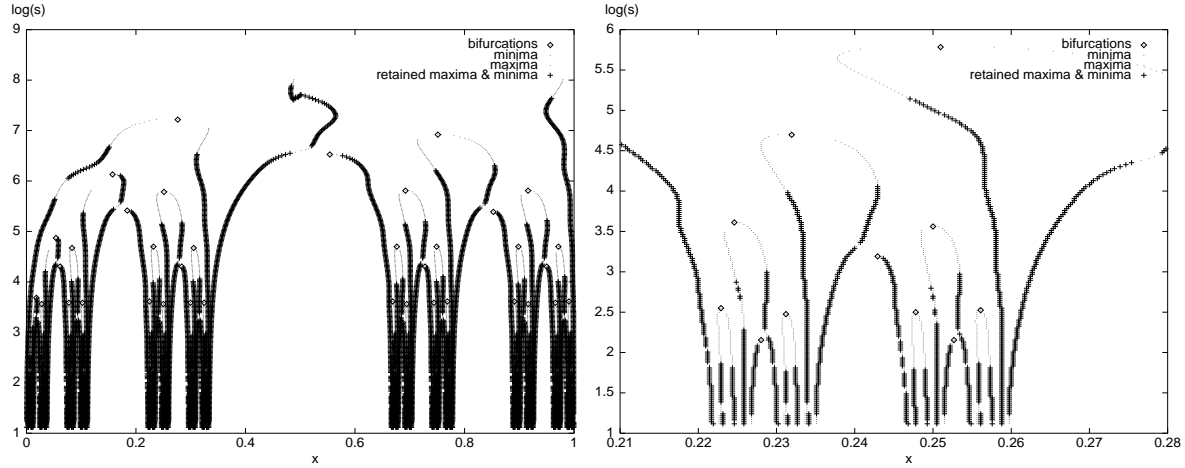 log(s)
9
8
7
6
5
4
3
2
1
0
0.2
0.4
0.6
0.8
1
x
bifurcations
minima
maxima
retained maxima & minima
log(s)
6
5.5
5
4.5
4
3.5
3
2.5
2
1.5
1
0.21
0.22
0.23
0.24
0.25
0.26
0.27
0.28
x
bifurcations
minima
maxima
retained maxima & minima